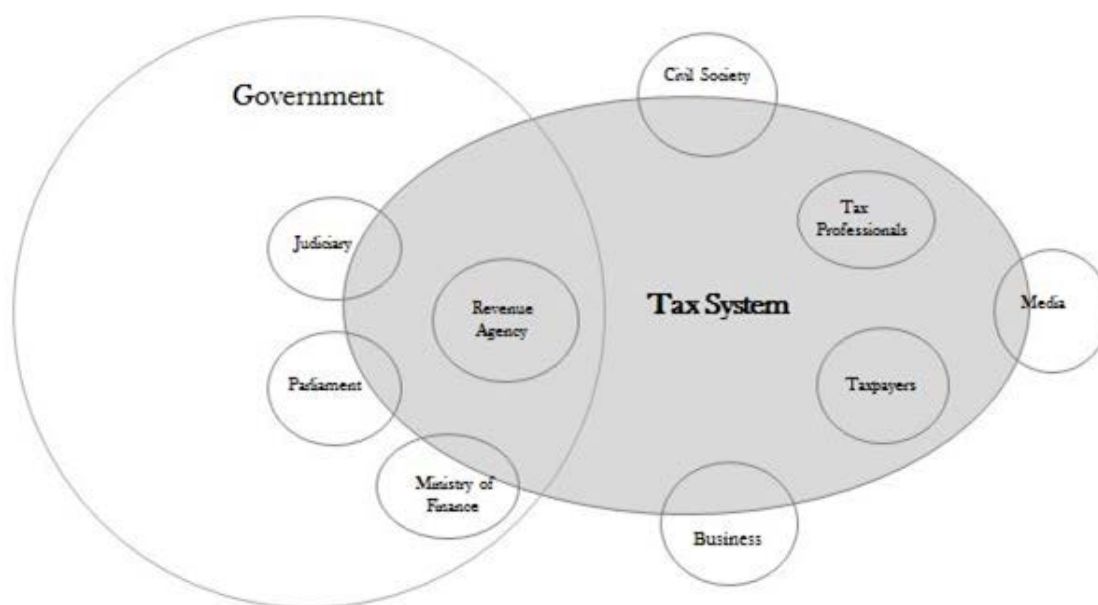 Civil Society
Government
Tax
Professionals
Judiciary
Revenue
Agency
Tax System
Media
Parliament
Taxpayers
Ministry of
Finance
Business